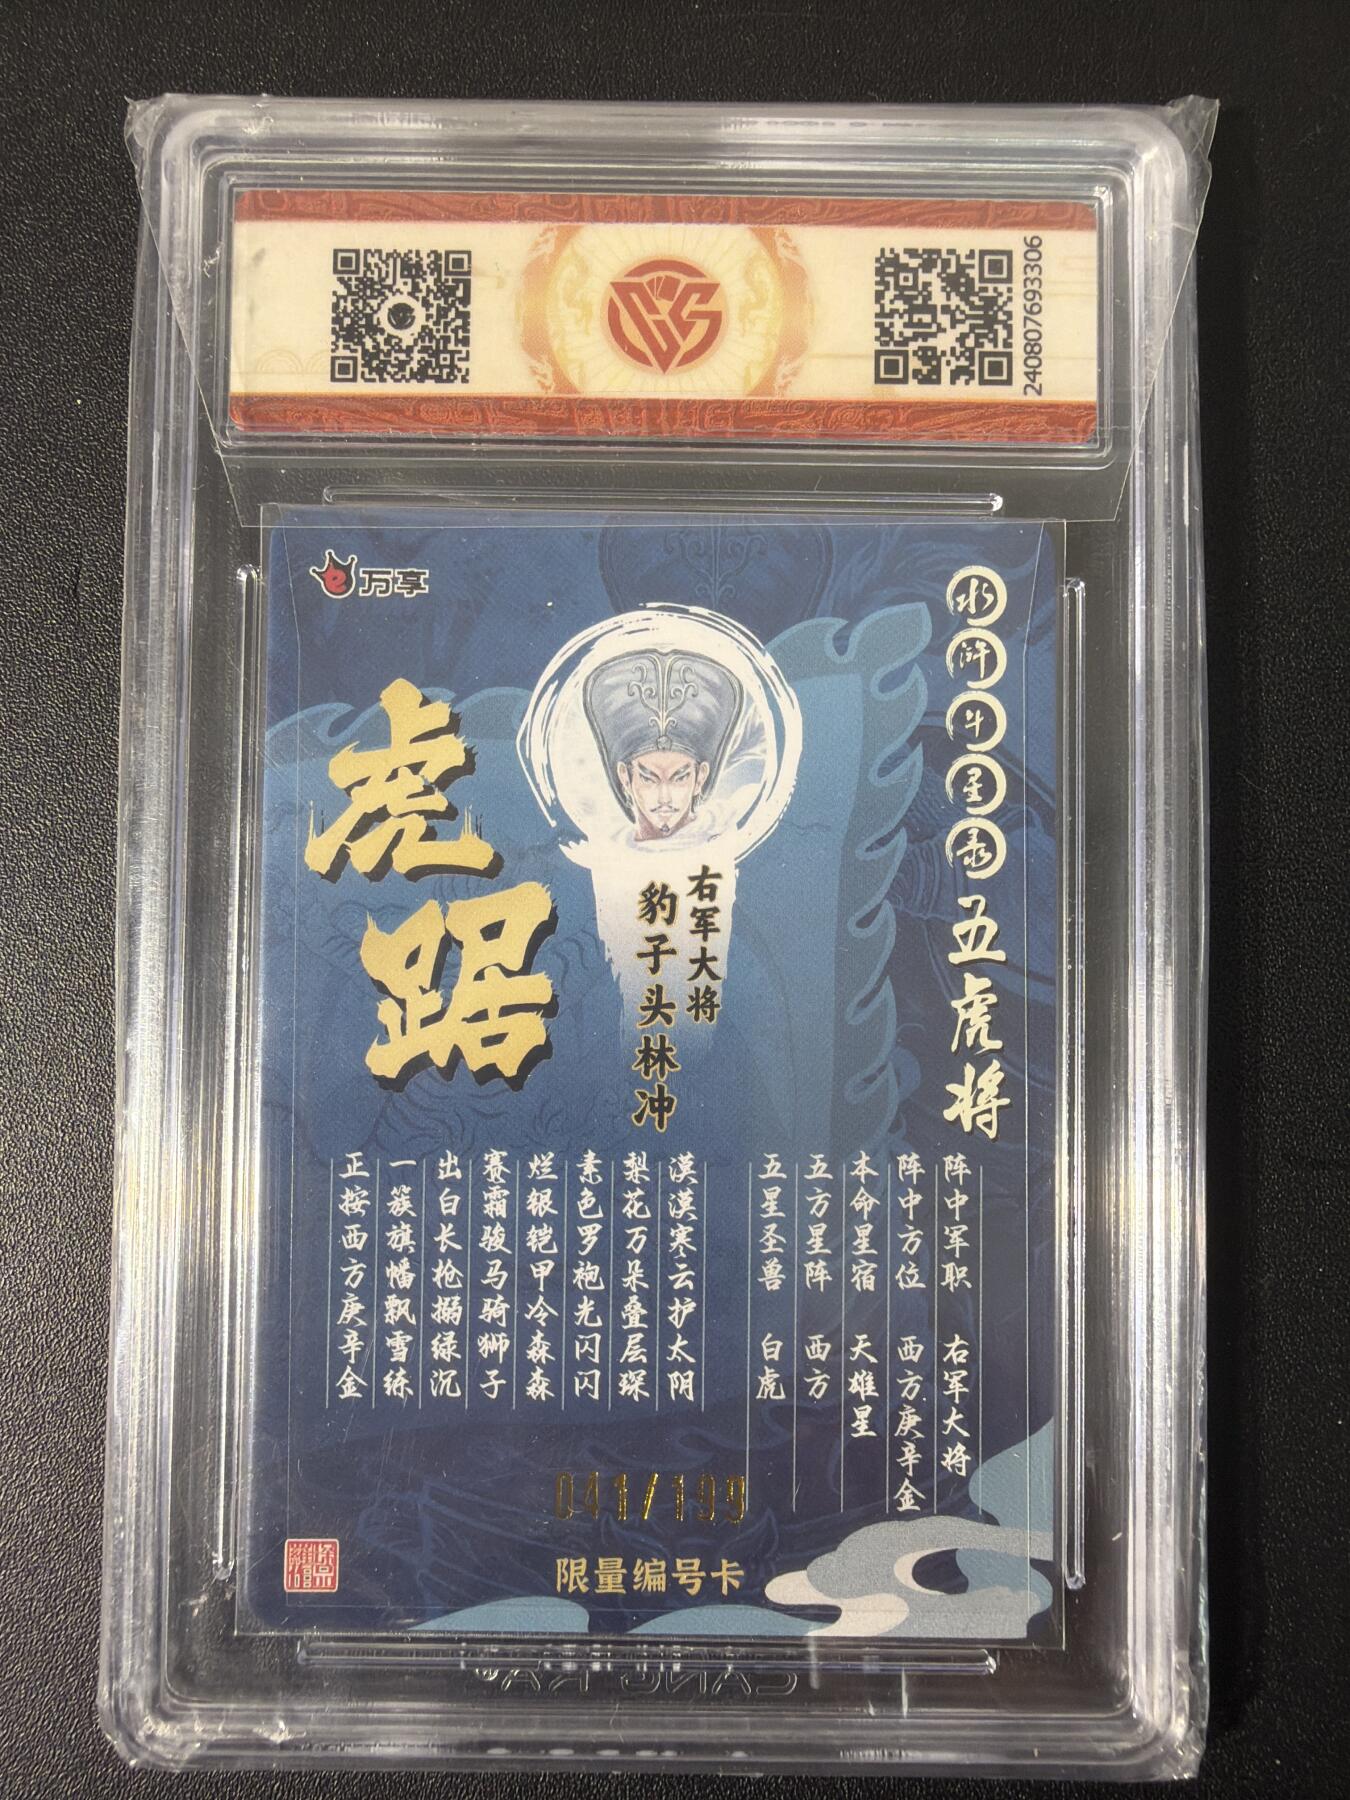 2408076933​06
万享
水浒斗星录五虎将
虎踞
右军大将
豹子头林冲
阵中军职 右军大将
阵中方位 西方庚辛金
本命星宿 天雄星
五方星阵 西方
五星圣兽 白虎
漠漠寒云护太阴
梨花万朵叠层琛
素色罗袍光闪闪
烂银铠甲冷森森
赛霜骏马骑狮子
出白长枪搦绿沉
一簇旗幡飘雪练
正按西方庚辛金
041/199
限量编号卡